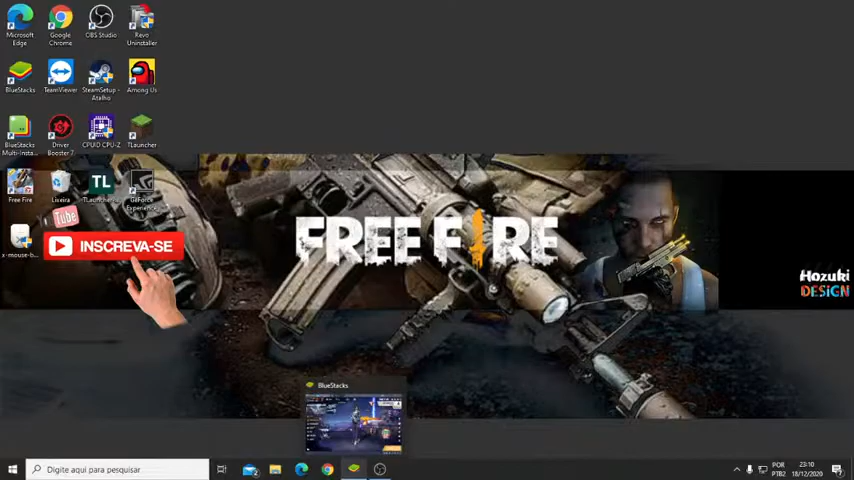 Microsoft Edge
Google Chrome
OBS Studio
Revo Uninstaller
BlueStacks
TeamViewer
SteamSetup - Atalho
Among Us
BlueStacks Multi-Insta...
Driver Booster 7
CPUID CPU-Z
TLauncher
Free Fire
Lixeira
TL
GeForce Experience
Tube
INSCREVA-SE
x-mouse-b...
FREE FIRE
Hozuki
DESiGN
BlueStacks
Digite aqui para pesquisar
POR
PTB2
23:10
18/12/2020